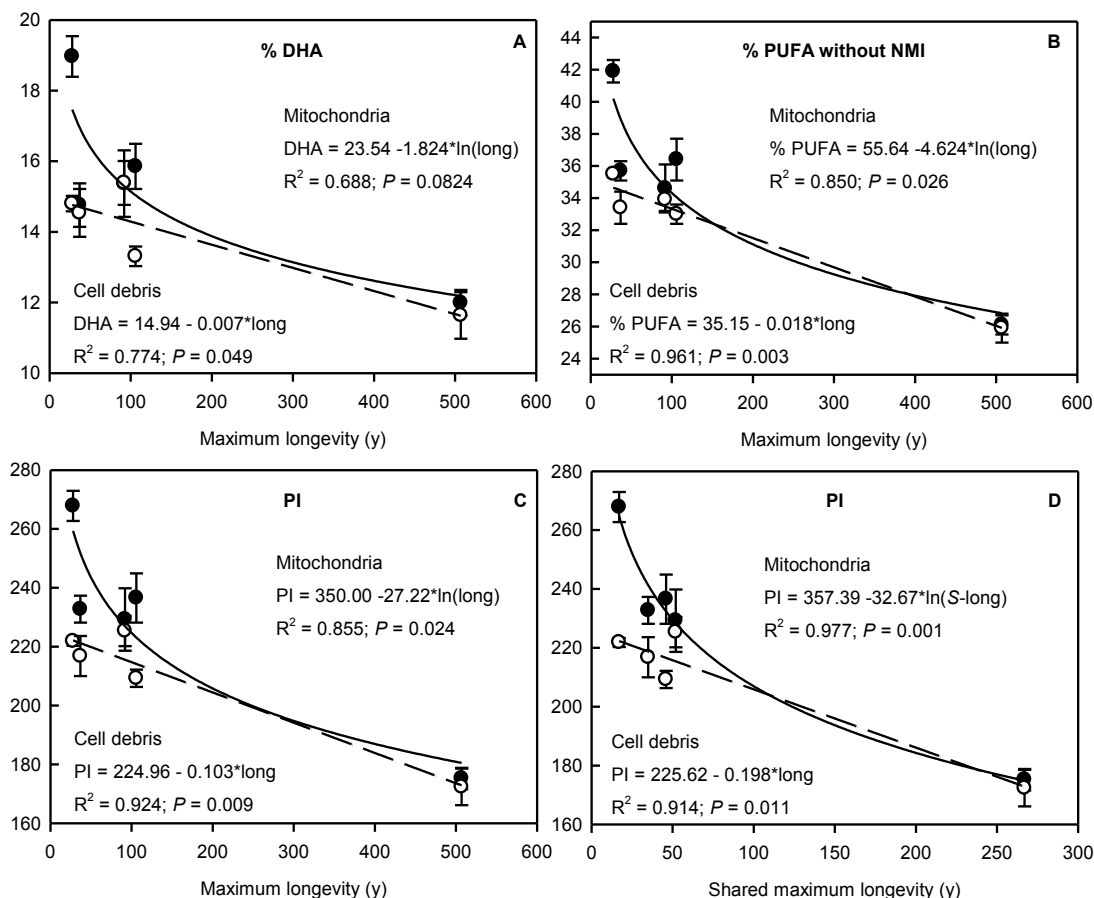 % DHA
A
20
18
16
14
12
10
Mitochondria
DHA = 23.54 -1.824*ln(long)
R² = 0.688; P = 0.0824
Cell debris
DHA = 14.94 - 0.007*long
R² = 0.774; P = 0.049
0 100 200 300 400 500 600
Maximum longevity (y)
% PUFA without NMI
B
44
42
40
38
36
34
32
30
28
26
24
Mitochondria
% PUFA = 55.64 -4.624*ln(long)
R² = 0.850; P = 0.026
Cell debris
% PUFA = 35.15 - 0.018*long
R² = 0.961; P = 0.003
0 100 200 300 400 500 600
Maximum longevity (y)
PI
C
280
260
240
220
200
180
160
Mitochondria
PI = 350.00 -27.22*ln(long)
R² = 0.855; P = 0.024
Cell debris
PI = 224.96 - 0.103*long
R² = 0.924; P = 0.009
0 100 200 300 400 500 600
Maximum longevity (y)
PI
D
280
260
240
220
200
180
160
Mitochondria
PI = 357.39 -32.67*ln(S-long)
R² = 0.977; P = 0.001
Cell debris
PI = 225.62 - 0.198*long
R² = 0.914; P = 0.011
0 50 100 150 200 250 300
Shared maximum longevity (y)